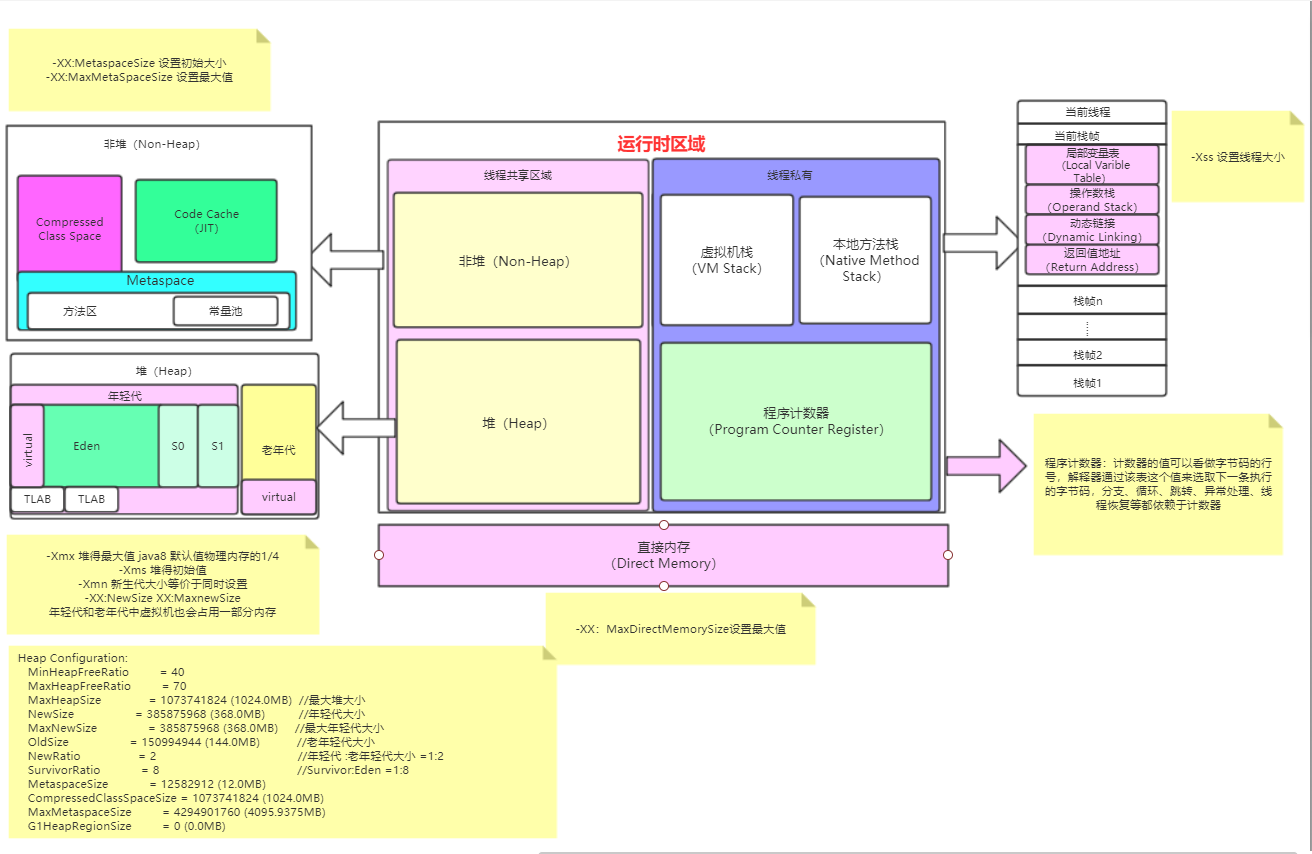 -XX:MetaspaceSize 设置初始大小
-XX:MaxMetaSpaceSize 设置最大值
非堆（Non-Heap）
Compressed
Class Space
Code Cache
(JIT)
Metaspace
方法区
常量池
堆（Heap）
年轻代
virtual
Eden
S0
S1
老年代
TLAB
TLAB
virtual
-Xmx 堆得最大值 java8 默认值物理内存的1/4
-Xms 堆得初始值
-Xmn 新生代大小等价于同时设置
-XX:NewSize XX:MaxnewSize
年轻代和老年代中虚拟机也会占用一部分内存
运行时区域
线程共享区域
线程私有
非堆（Non-Heap）
虚拟机栈
(VM Stack)
本地方法栈
(Native Method
Stack）
堆（Heap）
程序计数器
（Program Counter Register）
直接内存
（Direct Memory）
-XX：MaxDirectMemorySize设置最大值
当前线程
当前栈帧
局部变量表
(Local Varible
Table）
操作数栈
（Operand Stack）
动态链接
（Dynamic Linking）
返回值地址
（Return Address）
栈帧n
......
栈帧2
栈帧1
-Xss 设置线程大小
程序计数器：计数器的值可以看做字节码的行
号，解释器通过该表这个值来选取下一条执行
的字节码，分支、循环、跳转、异常处理、线
程恢复等都依赖于计数器
Heap Configuration:
MinHeapFreeRatio = 40
MaxHeapFreeRatio = 70
MaxHeapSize = 1073741824 (1024.0MB) //最大堆大小
NewSize = 385875968 (368.0MB) //年轻代大小
MaxNewSize = 385875968 (368.0MB) //最大年轻代大小
OldSize = 150994944 (144.0MB) //老年轻代大小
NewRatio = 2 //年轻代 :老年轻代大小 =1:2
SurvivorRatio = 8 //Survivor:Eden =1:8
MetaspaceSize = 12582912 (12.0MB)
CompressedClassSpaceSize = 1073741824 (1024.0MB)
MaxMetaspaceSize = 4294901760 (4095.9375MB)
G1HeapRegionSize = 0 (0.0MB)